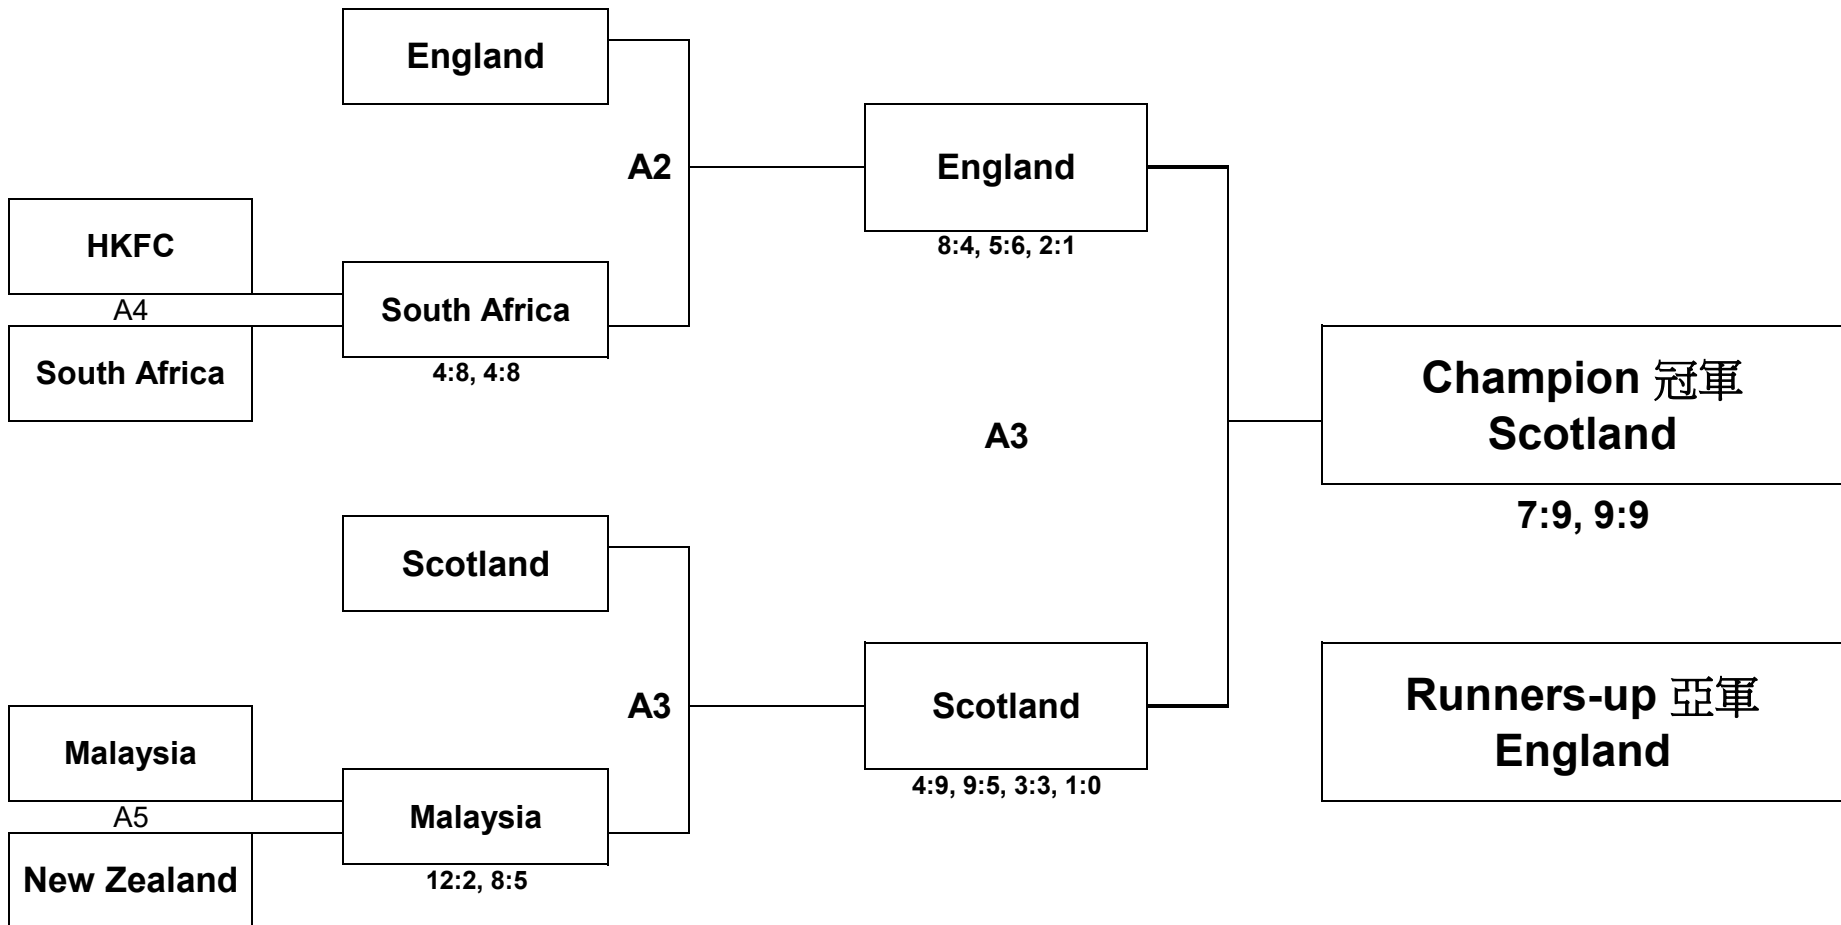 England
A2
England
8:4, 5:6, 2:1
HKFC
A4
South Africa
4:8, 4:8
South Africa
Champion 冠軍
Scotland
7:9, 9:9
A3
Scotland
A3
Scotland
4:9, 9:5, 3:3, 1:0
Runners-up 亞軍
England
Malaysia
A5
Malaysia
12:2, 8:5
New Zealand